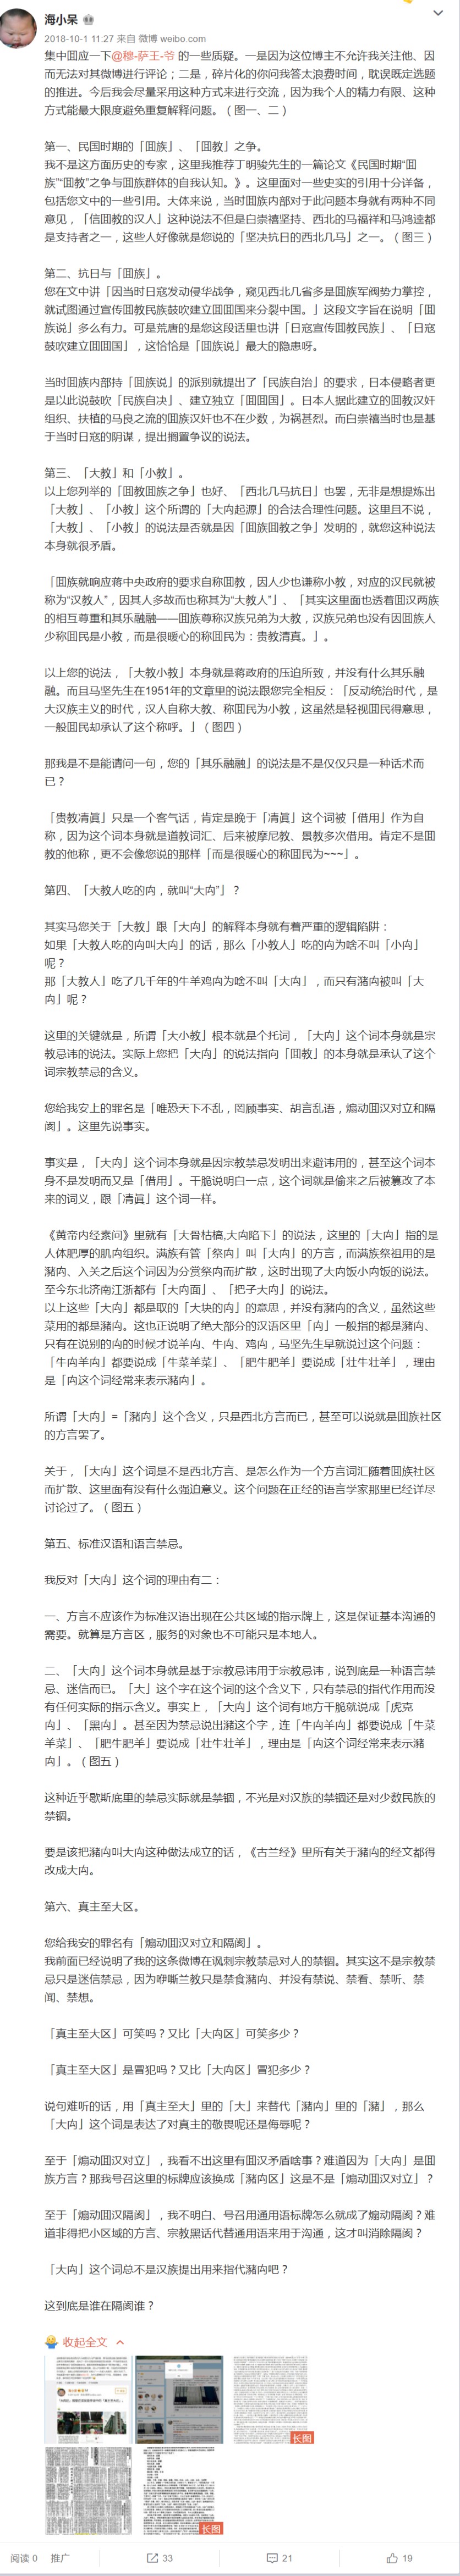 海小呆
2018-10-1 11:27 来自 微博 weibo.com
集中囬应一下@穆-萨王-爷 的一些质疑。一是因为这位博主不允许我关注他、因
而无法对其微博进行评论；二是，碎片化的你问我答太浪费时间，耽误既定选题
的推进。今后我会尽量采用这种方式来进行交流，因为我个人的精力有限、这种
方式能最大限度避免重复解释问题。（图一、二）
第一、民国时期的「囬族」、「囬教」之争。
我不是这方面历史的专家，这里我推荐丁明骏先生的一篇论文《民国时期“囬
族”“囬教”之争与囬族群体的自我认知。》。这里面对一些史实的引用十分详备，
包括您文中的一些引用。大体来说，当时囬族内部对于此问题本身就有两种不同
意见，「信囬教的汉人」这种说法不但是白崇禧坚持、西北的马福祥和马鸿逵都
是支持者之一，这些人好像就是您说的「坚决抗日的西北几马」之一。（图三）
第二、抗日与「囬族」。
您在文中讲「因当时日寇发动侵华战争，窥见西北几省多是囬族军阀势力掌控，
就试图通过宣传囬教民族鼓吹建立囬囬国来分裂中国。」这段文字旨在说明「囬
族说」多么有力。可是荒唐的是您这段话里也讲「日寇宣传囬教民族」、「日寇
鼓吹建立囬囬国」，这恰恰是「囬族说」最大的隐患呀。
当时囬族内部持「囬族说」的派别就提出了「民族自治」的要求，日本侵略者更
是以此说鼓吹「民族自决」、建立独立「囬囬国」。日本人据此建立的囬教汉奸
组织、扶植的马良之流的囬族汉奸也不在少数，为祸甚烈。而白崇禧当时也是基
于当时日寇的阴谋，提出搁置争议的说法。
第三、「大教」和「小教」。
以上您列举的「囬教囬族之争」也好、「西北几马抗日」也罢，无非是想提炼出
「大教」、「小教」这个所谓的「大肉起源」的合法合理性问题。这里且不说，
「大教」、「小教」的说法是否就是因「囬族囬教之争」发明的，就您这种说法
本身就很矛盾。
「囬族就响应蒋中央政府的要求自称囬教，因人少也谦称小教，对应的汉民就被
称为“汉教人”，因其人多故而也称其为“大教人”」、「其实这里面也透着囬汉两族
的相互尊重和其乐融融——囬族尊称汉族兄弟为大教，汉族兄弟也没有因囬族人
少称囬民是小教，而是很暖心的称囬民为：贵教清真。」。
以上您的说法，「大教小教」本身就是蒋政府的压迫所致，并没有什么其乐融
融。而且马坚先生在1951年的文章里的说法跟您完全相反：「反动统治时代，是
大汉族主义的时代，汉人自称大教、称囬民为小教，这虽然是轻视囬民得意思，
一般囬民却承认了这个称呼。」（图四）
那我是不是能请问一句，您的「其乐融融」的说法是不是仅仅只是一种话术而
已？
「贵教清眞」只是一个客气话，肯定是晚于「清眞」这个词被「借用」作为自
称，因为这个词本身就是道教词汇、后来被摩尼教、景教多次借用。肯定不是囬
教的他称，更不会像您说的那样「而是很暖心的称囬民为~~~」。
第四、「大教人吃的肉，就叫“大肉”」？
其实马您关于「大教」跟「大肉」的解释本身就有着严重的逻辑陷阱：
如果「大教人吃的肉叫大肉」的话，那么「小教人」吃的肉为啥不叫「小肉」
呢？
那「大教人」吃了几千年的牛羊鸡肉为啥不叫「大肉」，而只有豬肉被叫「大
肉」呢？
这里的关键就是，所谓「大小教」根本就是个托词，「大肉」这个词本身就是宗
教忌讳的说法。实际上您把「大肉」的说法指向「囬教」的本身就是承认了这个
词宗教禁忌的含义。
您给我安上的罪名是「唯恐天下不乱，罔顾事实、胡言乱语，煽动囬汉对立和隔
阂」。这里先说事实。
事实是，「大肉」这个词本身就是因宗教禁忌发明出来避讳用的，甚至这个词本
身不是发明而又是「借用」。干脆说明白一点，这个词就是偷来之后被篡改了本
来的词义，跟「清眞」这个词一样。
《黄帝内经素问》里就有「大骨枯槁,大肉陷下」的说法，这里的「大肉」指的是
人体肥厚的肌肉组织。满族有管「祭肉」叫「大肉」的方言，而满族祭祖用的是
豬肉、入关之后这个词因为分赏祭肉而扩散，这时出现了大肉饭小肉饭的说法。
至今东北济南江浙都有「大肉面」、「把子大肉」的说法。
以上这些「大肉」都是取的「大块的肉」的意思，并没有豬肉的含义，虽然这些
菜用的都是豬肉。这也正说明了绝大部分的汉语区里「肉」一般指的都是豬肉、
只有在说别的肉的时候才说羊肉、牛肉、鸡肉，马坚先生早就说过这个问题：
「牛肉羊肉」都要说成「牛菜羊菜」、「肥牛肥羊」要说成「壮牛壮羊」，理由
是「肉这个词经常来表示豬肉」。
所谓「大肉」=「豬肉」这个含义，只是西北方言而已，甚至可以说就是囬族社区
的方言罢了。
关于，「大肉」这个词是不是西北方言、是怎么作为一个方言词汇随着囬族社区
而扩散、这里面有没有什么强迫意义。这个问题在正经的语言学家那里已经详尽
讨论过了。（图五）
第五、标准汉语和语言禁忌。
我反对「大肉」这个词的理由有二：
一、方言不应该作为标准汉语出现在公共区域的指示牌上，这是保证基本沟通的
需要。就算是方言区，服务的对象也不可能只是本地人。
二、「大肉」这个词本身就是基于宗教忌讳用于宗教忌讳，说到底是一种语言禁
忌、迷信而已。「大」这个字在这个词的这个含义下，只有禁忌的指代作用而没
有任何实际的指示含义。事实上，「大肉」这个词有地方干脆就说成「虎克
肉」、「黑肉」。甚至因为禁忌说出豬这个字，连「牛肉羊肉」都要说成「牛菜
羊菜」、「肥牛肥羊」要说成「壮牛壮羊」，理由是「肉这个词经常来表示豬
肉」。（图五）
这种近乎歇斯底里的禁忌实际就是禁锢，不光是对汉族的禁锢还是对少数民族的
禁锢。
要是该把豬肉叫大肉这种做法成立的话，《古兰经》里所有关于豬肉的经文都得
改成大肉。
第六、真主至大区。
您给我安的罪名有「煽动囬汉对立和隔阂」。
我前面已经说明了我的这条微博在讽刺宗教禁忌对人的禁锢。其实这不是宗教禁
忌只是迷信禁忌，因为咿嘶兰教只是禁食豬肉、并没有禁说、禁看、禁听、禁
闻、禁想。
「真主至大区」可笑吗？又比「大肉区」可笑多少？
「真主至大区」是冒犯吗？又比「大肉区」冒犯多少？
说句难听的话，用「真主至大」里的「大」来替代「豬肉」里的「豬」，那么
「大肉」这个词是表达了对真主的敬畏呢还是侮辱呢？
至于「煽动囬汉对立」，我看不出这里有囬汉矛盾啥事？难道因为「大肉」是囬
族方言？那我号召这里的标牌应该换成「豬肉区」这是不是「煽动囬汉对立」？
至于「煽动囬汉隔阂」，我不明白、号召用通用语标牌怎么就成了煽动隔阂？难
道非得把小区域的方言、宗教黑话代替通用语来用于沟通，这才叫消除隔阂？
「大肉」这个词总不是汉族提出用来指代豬肉吧？
这到底是谁在隔阂谁？
收起全文
长图
长图
阅读 0 推广 33 21 19